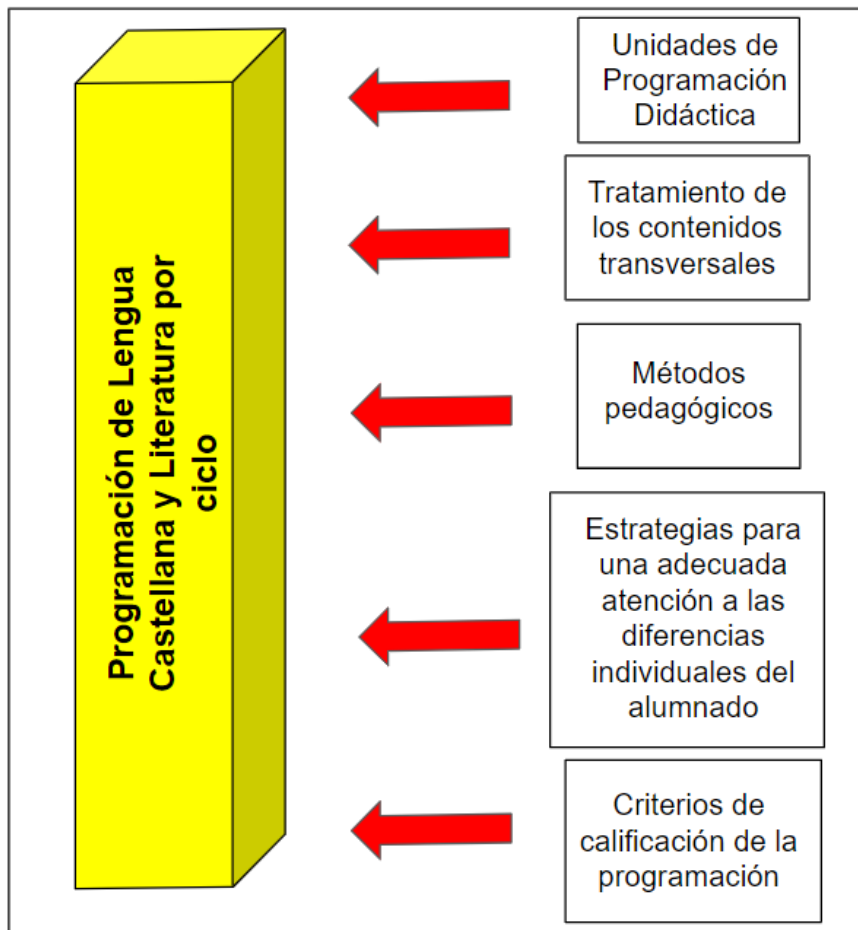 Programación de Lengua
Castellana y Literatura por
ciclo
Unidades de
Programación
Didáctica
Tratamiento de
los contenidos
transversales
Métodos
pedagógicos
Estrategias para
una adecuada
atención a las
diferencias
individuales del
alumnado
Criterios de
calificación de la
programación